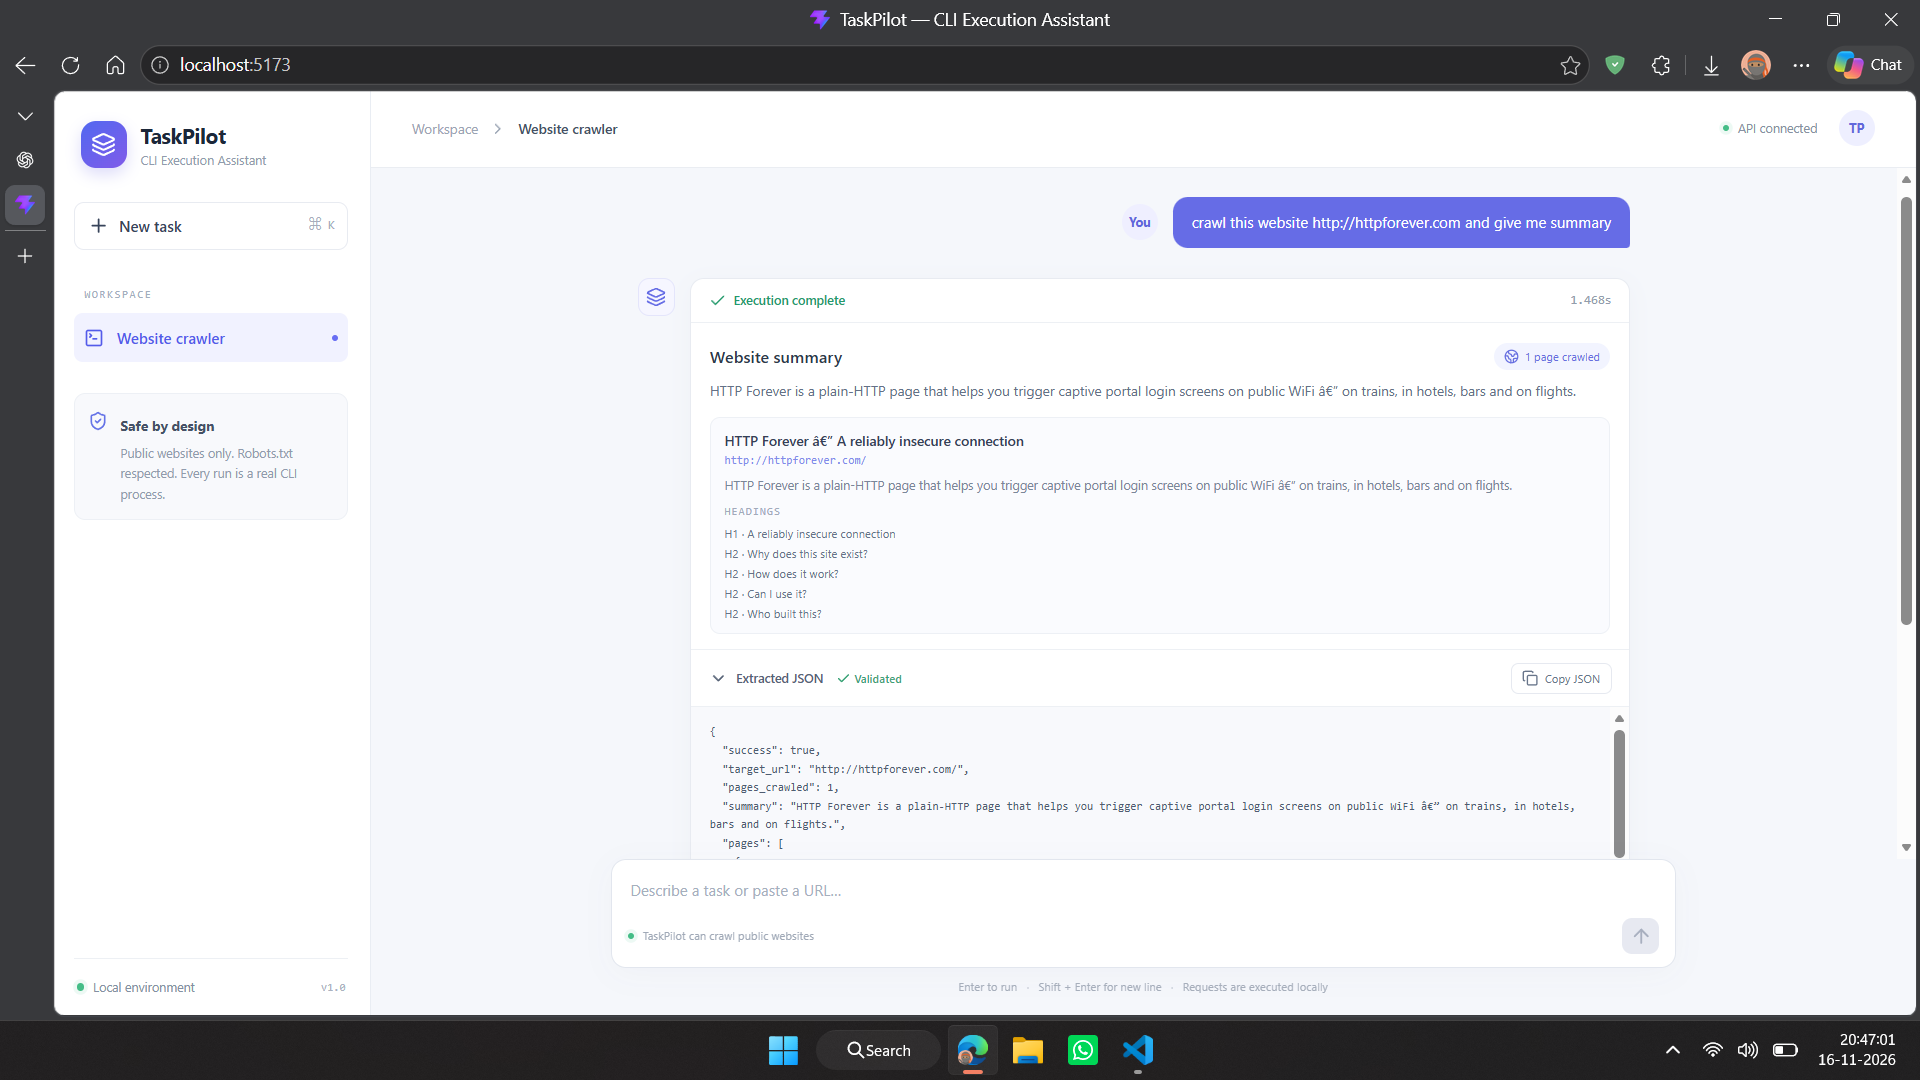 TaskPilot — CLI Execution Assistant
localhost:5173
Chat
TaskPilot
CLI Execution Assistant
New task
⌘ K
WORKSPACE
Website crawler
Safe by design
Public websites only. Robots.txt
respected. Every run is a real CLI
process.
Local environment
v1.0
Workspace > Website crawler
API connected
TP
You
crawl this website http://httpforever.com and give me summary
Execution complete
1.468s
Website summary
1 page crawled
HTTP Forever is a plain-HTTP page that helps you trigger captive portal login screens on public WiFi â€” on trains, in hotels, bars and on flights.
HTTP Forever â€” A reliably insecure connection
http://httpforever.com/
HTTP Forever is a plain-HTTP page that helps you trigger captive portal login screens on public WiFi â€” on trains, in hotels, bars and on flights.
HEADINGS
H1 · A reliably insecure connection
H2 · Why does this site exist?
H2 · How does it work?
H2 · Can I use it?
H2 · Who built this?
Extracted JSON
Validated
Copy JSON
{
"success": true,
"target_url": "http://httpforever.com/",
"pages_crawled": 1,
"summary": "HTTP Forever is a plain-HTTP page that helps you trigger captive portal login screens on public WiFi â€” on trains, in hotels,
bars and on flights.",
"pages": [
Describe a task or paste a URL...
TaskPilot can crawl public websites
Enter to run · Shift + Enter for new line · Requests are executed locally
Search
20:47:01
16-11-2026